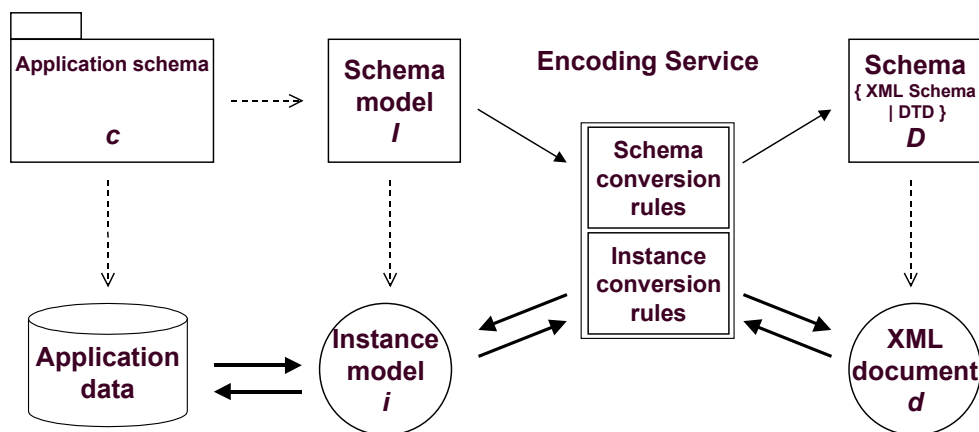 Application schema
c
Schema
model
I
Encoding Service
Schema
{ XML Schema
| DTD }
D
Schema
conversion
rules
Instance
conversion
rules
Application
data
Instance
model
i
XML
document
d